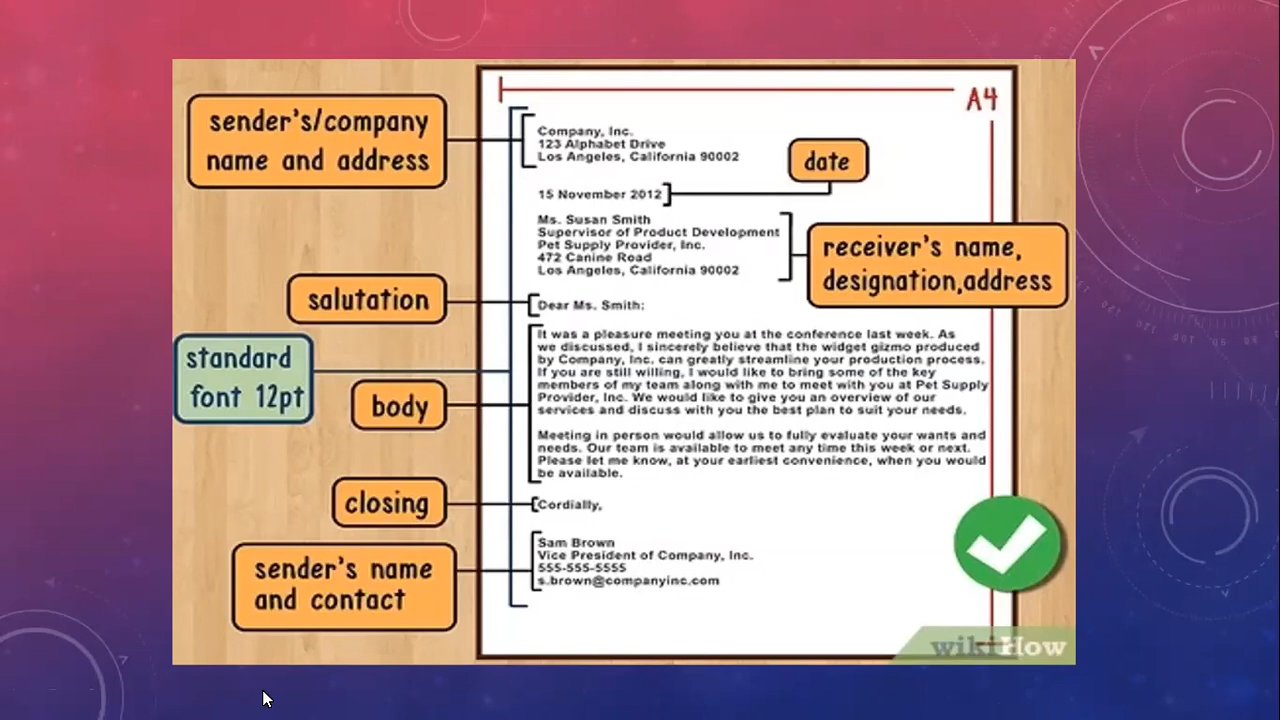 A4
sender's/company
name and address
Company, Inc.
123 Alphabet Drive
Los Angeles, California 90002
date
15 November 2012
Ms. Susan Smith
Supervisor of Product Development
Pet Supply Provider, Inc.
472 Canine Road
Los Angeles, California 90002
receiver's name,
designation,address
salutation
Dear Ms. Smith:
standard
font 12pt
body
It was a pleasure meeting you at the conference last week. As
we discussed, I sincerely believe that the widget gizmo produced
by Company, Inc. can greatly streamline your production process.
If you are still willing, I would like to bring some of the key
members of my team along with me to meet with you at Pet Supply
Provider, Inc. We would like to give you an overview of our
services and discuss with you the best plan to suit your needs.
Meeting in person would allow us to fully evaluate your wants and
needs. Our team is available to meet any time this week or next.
Please let me know, at your earliest convenience, when you would
be available.
closing
Cordially,
sender's name
and contact
Sam Brown
Vice President of Company, Inc.
555-555-5555
s.brown@companyinc.com
wikiHow